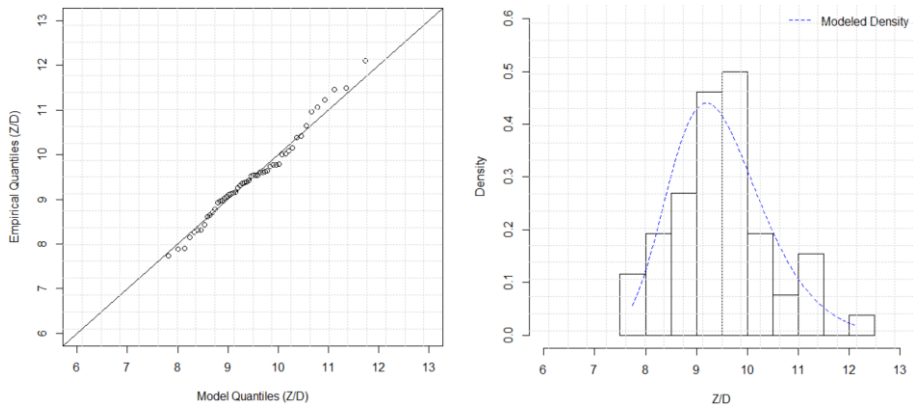 13
12
11
10
9
8
7
6
Empirical Quantiles (Z/D)
6 7 8 9 10 11 12 13
Model Quantiles (Z/D)
Modeled Density
0.6
0.5
0.4
0.3
0.2
0.1
0.0
Density
6 7 8 9 10 11 12 13
Z/D